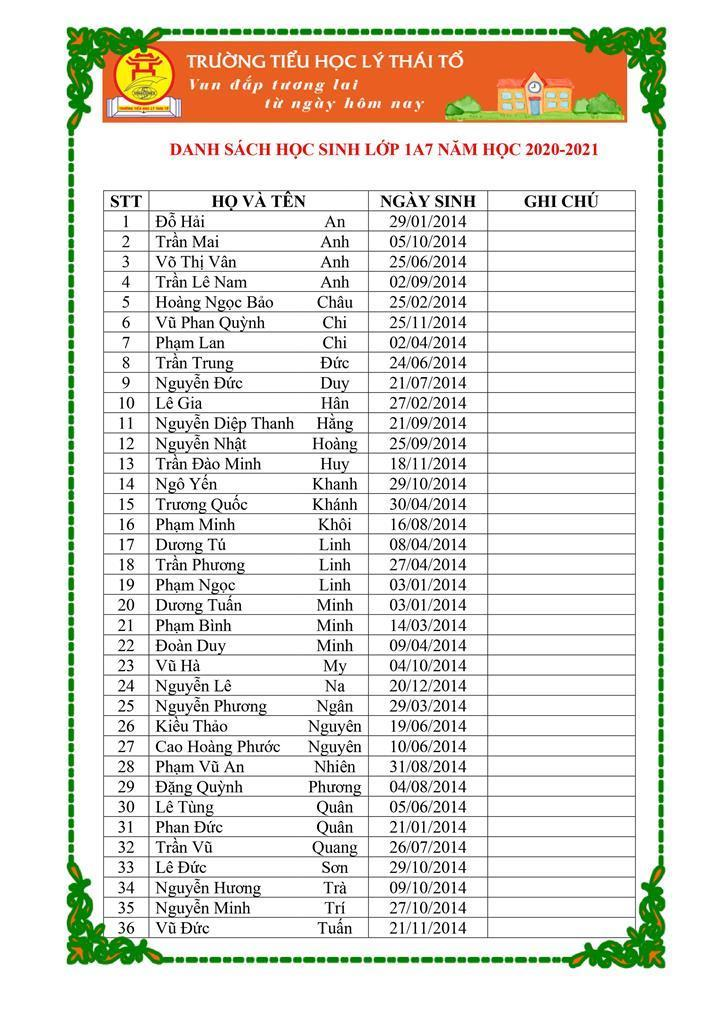 TRƯỜNG TIỂU HỌC LÝ THÁI TỔ
Vun đắp tương lai
từ ngày hôm nay
TRƯỜNG TIỂU HỌC LÝ THÁI TỔ
DANH SÁCH HỌC SINH LỚP 1A7 NĂM HỌC 2020-2021
STT HỌ VÀ TÊN NGÀY SINH GHI CHÚ
1 Đỗ Hải An 29/01/2014
2 Trần Mai Anh 05/10/2014
3 Võ Thị Vân Anh 25/06/2014
4 Trần Lê Nam Anh 02/09/2014
5 Hoàng Ngọc Bảo Châu 25/02/2014
6 Vũ Phan Quỳnh Chi 25/11/2014
7 Phạm Lan Chi 02/04/2014
8 Trần Trung Đức 24/06/2014
9 Nguyễn Đức Duy 21/07/2014
10 Lê Gia Hân 27/02/2014
11 Nguyễn Diệp Thanh Hằng 21/09/2014
12 Nguyễn Nhật Hoàng 25/09/2014
13 Trần Đào Minh Huy 18/11/2014
14 Ngô Yến Khanh 29/10/2014
15 Trương Quốc Khánh 30/04/2014
16 Phạm Minh Khôi 16/08/2014
17 Dương Tú Linh 08/04/2014
18 Trần Phương Linh 27/04/2014
19 Phạm Ngọc Linh 03/01/2014
20 Dương Tuấn Minh 03/01/2014
21 Phạm Bình Minh 14/03/2014
22 Đoàn Duy Minh 09/04/2014
23 Vũ Hà My 04/10/2014
24 Nguyễn Lê Na 20/12/2014
25 Nguyễn Phương Ngân 29/03/2014
26 Kiều Thảo Nguyên 19/06/2014
27 Cao Hoàng Phước Nguyên 10/06/2014
28 Phạm Vũ An Nhiên 31/08/2014
29 Đặng Quỳnh Phương 04/08/2014
30 Lê Tùng Quân 05/06/2014
31 Phan Đức Quân 21/01/2014
32 Trần Vũ Quang 26/07/2014
33 Lê Đức Sơn 29/10/2014
34 Nguyễn Hương Trà 09/10/2014
35 Nguyễn Minh Trí 27/10/2014
36 Vũ Đức Tuấn 21/11/2014